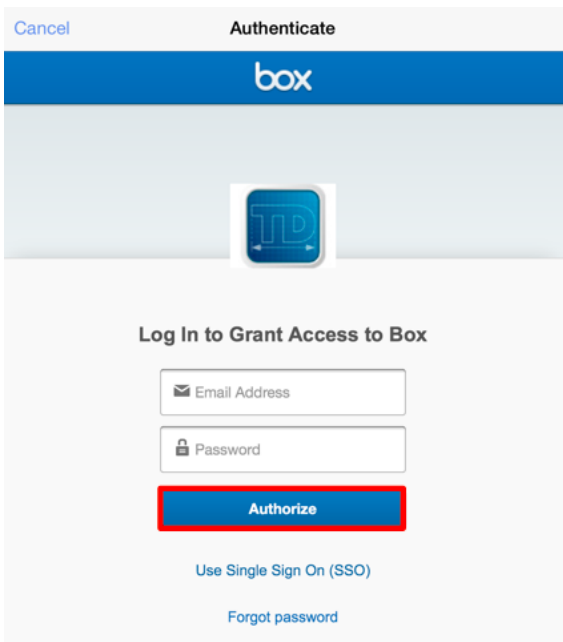 Cancel
Authenticate
box
TD
Log In to Grant Access to Box
Email Address
Password
Authorize
Use Single Sign On (SSO)
Forgot password